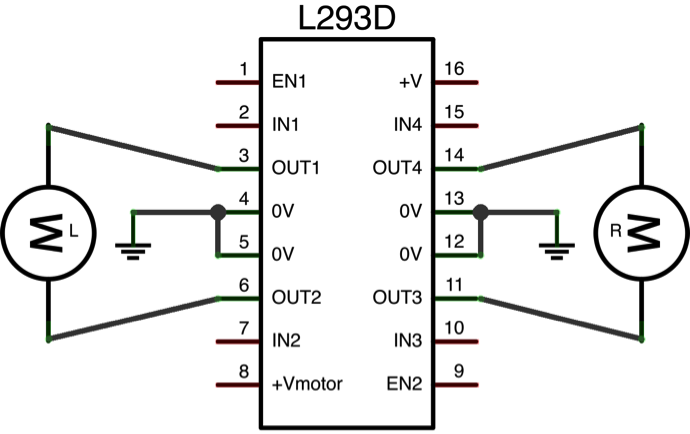 L293D
1 EN1 +V 16
2 IN1 IN4 15
3 OUT1 OUT4 14
4 0V 0V 13
M L R M
5 0V 0V 12
6 OUT2 OUT3 11
7 IN2 IN3 10
8 +Vmotor EN2 9